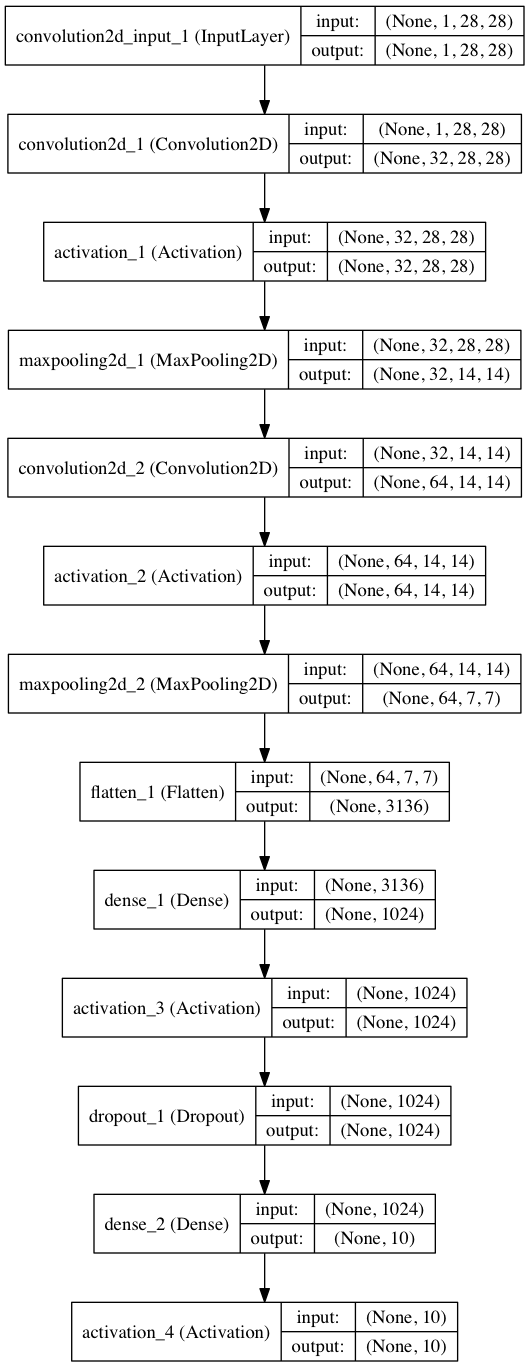 convolution2d_input_1 (InputLayer)
input: (None, 1, 28, 28)
output: (None, 1, 28, 28)
convolution2d_1 (Convolution2D)
input: (None, 1, 28, 28)
output: (None, 32, 28, 28)
activation_1 (Activation)
input: (None, 32, 28, 28)
output: (None, 32, 28, 28)
maxpooling2d_1 (MaxPooling2D)
input: (None, 32, 28, 28)
output: (None, 32, 14, 14)
convolution2d_2 (Convolution2D)
input: (None, 32, 14, 14)
output: (None, 64, 14, 14)
activation_2 (Activation)
input: (None, 64, 14, 14)
output: (None, 64, 14, 14)
maxpooling2d_2 (MaxPooling2D)
input: (None, 64, 14, 14)
output: (None, 64, 7, 7)
flatten_1 (Flatten)
input: (None, 64, 7, 7)
output: (None, 3136)
dense_1 (Dense)
input: (None, 3136)
output: (None, 1024)
activation_3 (Activation)
input: (None, 1024)
output: (None, 1024)
dropout_1 (Dropout)
input: (None, 1024)
output: (None, 1024)
dense_2 (Dense)
input: (None, 1024)
output: (None, 10)
activation_4 (Activation)
input: (None, 10)
output: (None, 10)